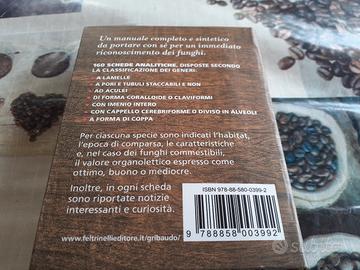 Un manuale completo e sintetico
da portare con sé per un immediato
riconoscimento dei funghi.
160 SCHEDE ANALITICHE, DISPOSTE SECONDO
LA CLASSIFICAZIONE DEI GENERI:
A LAMELLE
A PORI E TUBULI STACCABILI E NON
AD ACULEI
DI FORMA CORALLOIDE O CLAVIFORMI
CON IMENIO INTERO
CON CAPPELLO CEREBRIFORME O DIVISO IN ALVEOLI
A FORMA DI COPPA
Per ciascuna specie sono indicati l'habitat,
l'epoca di comparsa, le caratteristiche
e, nel caso dei funghi commestibili,
il valore organolettico espresso come
ottimo, buono o mediocre.
Inoltre, in ogni scheda
sono riportate notizie
interessanti e curiosità.
www.feltrinellieditore.it/gribaudo/
ISBN 978-88-580-0399-2
9 788858 003992
subito